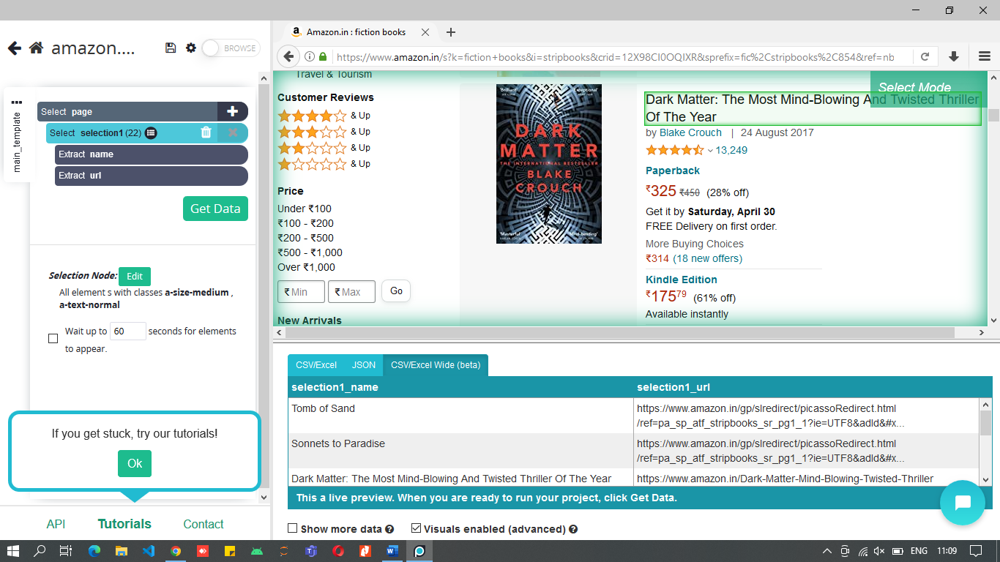 amazon....
BROWSE
main_template
Select page
Select selection1 (22)
Extract name
Extract url
Get Data
Selection Node: Edit
All element s with classes a-size-medium ,
a-text-normal
Wait up to 60 seconds for elements
to appear.
If you get stuck, try our tutorials!
Ok
API Tutorials Contact
Amazon.in : fiction books
https://www.amazon.in/s?k=fiction+books&i=stripbooks&crid=12X98CI0OQIXR&sprefix=fic%2Cstripbooks%2C854&ref=nb
Travel & Tourism
Customer Reviews
& Up
& Up
& Up
& Up
Price
Under ₹100
₹100 - ₹200
₹200 - ₹500
₹500 - ₹1,000
Over ₹1,000
₹ Min ₹ Max Go
New Arrivals
DARK
MATTER
THE INTERNATIONAL BESTSELLER
BLAKE
CROUCH
Select Mode
Dark Matter: The Most Mind-Blowing And Twisted Thriller
Of The Year
by Blake Crouch | 24 August 2017
13,249
Paperback
₹325 ₹450 (28% off)
Get it by Saturday, April 30
FREE Delivery on first order.
More Buying Choices
₹314 (18 new offers)
Kindle Edition
₹17579 (61% off)
Available instantly
CSV/Excel JSON CSV/Excel Wide (beta)
selection1_name selection1_url
Tomb of Sand https://www.amazon.in/gp/slredirect/picassoRedirect.html
/ref=pa_sp_atf_stripbooks_sr_pg1_1?ie=UTF8&adId&#x...
Sonnets to Paradise https://www.amazon.in/gp/slredirect/picassoRedirect.html
/ref=pa_sp_atf_stripbooks_sr_pg1_1?ie=UTF8&adId&#x...
Dark Matter: The Most Mind-Blowing And Twisted Thriller Of The Year https://www.amazon.in/Dark-Matter-Mind-Blowing-Twisted-Thriller
This a live preview. When you are ready to run your project, click Get Data.
Show more data Visuals enabled (advanced)
ENG 11:09